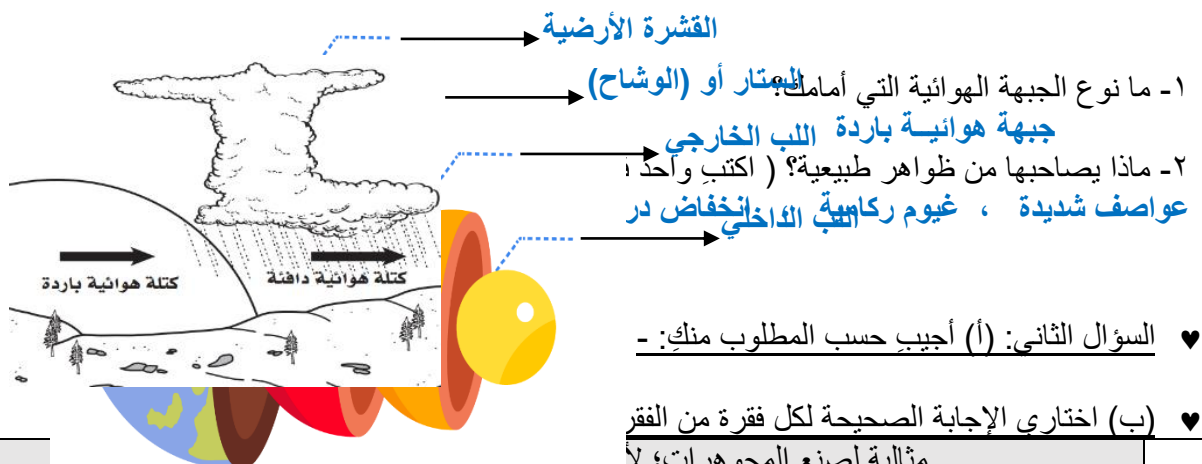 القشرة الأرضية
١- ما نوع الجبهة الهوائية التي أمامك؟
الستار أو (الوشاح)
جبهة هوائيــة باردة
اللب الخارجي
٢- ماذا يصاحبها من ظواهر طبيعية؟ ( اكتبِ واحد
عواصف شديدة ، غيوم ركامية ، انخفاض در
اللب الداخلي
كتلة هوائية دافئة
كتلة هوائية باردة
♥ السؤال الثاني: (أ) أجيبِ حسب المطلوب منكِ: -
♥ (ب) اختاري الإجابة الصحيحة لكل فقرة من الفقر
مثالية لصنع المجوهرات؛ لأ